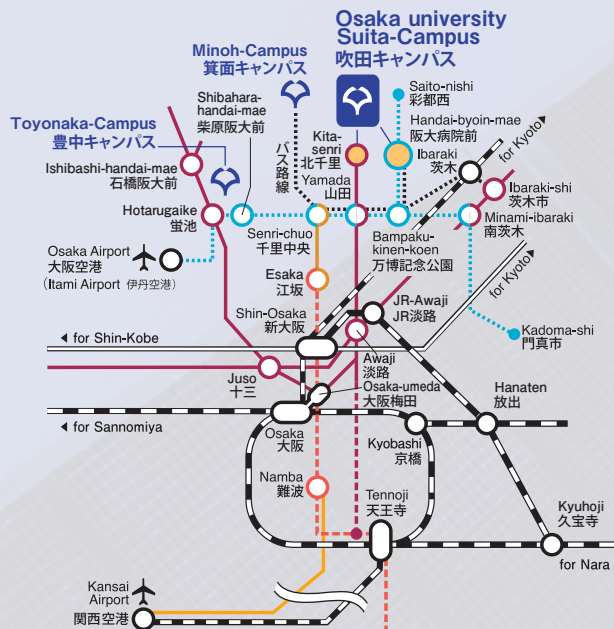 Osaka university
Suita-Campus
吹田キャンパス
Minoh-Campus
箕面キャンパス
Saito-nishi
彩都西
Shibahara-
handai-mae
柴原阪大前
Handai-byoin-mae
阪大病院前
for Kyoto▶
Toyonaka-Campus
豊中キャンパス
Kita-
senri
北千里
Ibaraki
茨木
バス路線
Ishibashi-handai-mae
石橋阪大前
Yamada
山田
Ibaraki-shi
茨木市
Hotarugaike
蛍池
Minami-ibaraki
南茨木
Senri-chuo
千里中央
Bampaku-
kinen-koen
万博記念公園
Osaka Airport
大阪空港
(Itami Airport 伊丹空港)
for Kyoto▶
Esaka
江坂
Shin-Osaka
新大阪
JR-Awaji
JR淡路
◀ for Shin-Kobe
Kadoma-shi
門真市
Awaji
淡路
Juso
十三
Osaka-umeda
大阪梅田
Hanaten
放出
◀ for Sannomiya
Osaka
大阪
Kyobashi
京橋
Namba
難波
Tennoji
天王寺
Kyuhoji
久宝寺
for Nara
Kansai
Airport
関西空港